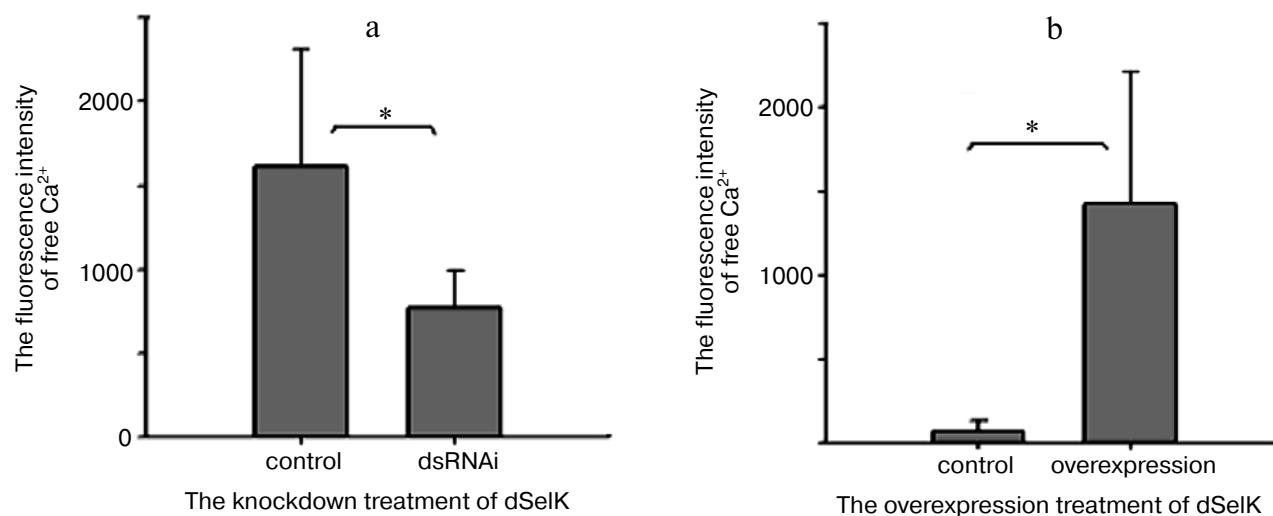 a
The fluorescence intensity
of free Ca²⁺
2000
1000
0
*
control dsRNAi
The knockdown treatment of dSelK
b
The fluorescence intensity
of free Ca²⁺
2000
1000
*
control overexpression
The overexpression treatment of dSelK